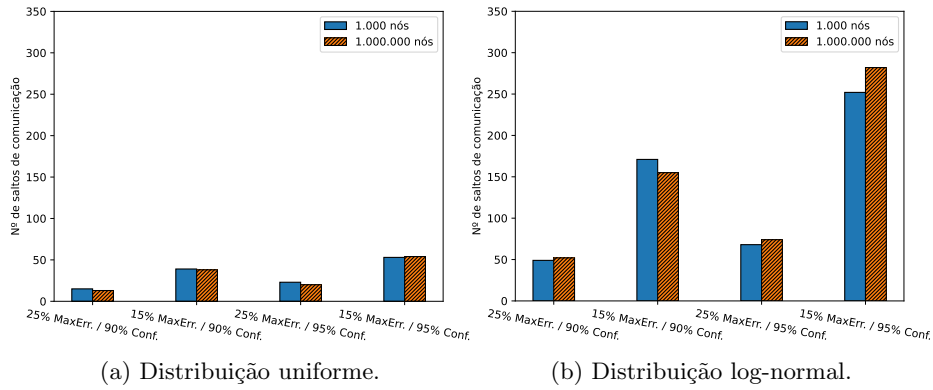 350
300
250
200
150
100
50
0
Nº de saltos de comunicação
1.000 nós
1.000.000 nós
25% MaxErr. / 90% Conf.
15% MaxErr. / 90% Conf.
25% MaxErr. / 95% Conf.
15% MaxErr. / 95% Conf.
(a) Distribuição uniforme.
350
300
250
200
150
100
50
0
Nº de saltos de comunicação
1.000 nós
1.000.000 nós
25% MaxErr. / 90% Conf.
15% MaxErr. / 90% Conf.
25% MaxErr. / 95% Conf.
15% MaxErr. / 95% Conf.
(b) Distribuição log-normal.